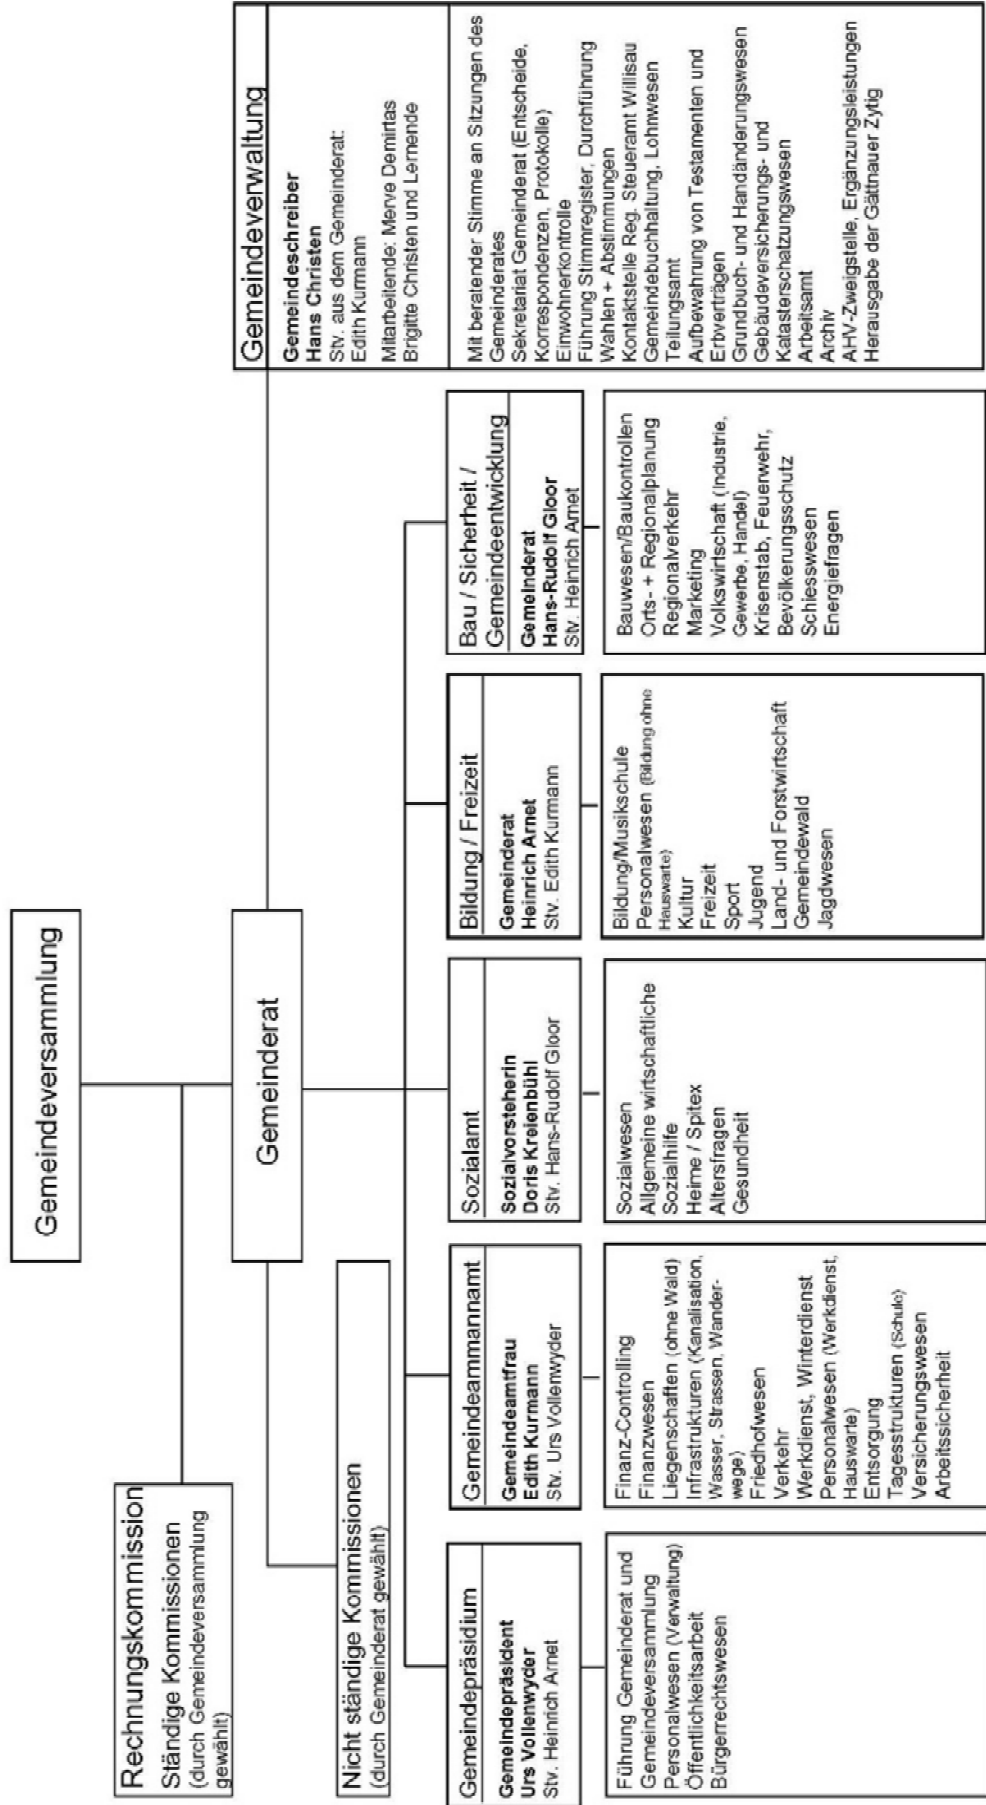 Gemeindeversammlung
Rechnungskommission
Ständige Kommissionen
(durch Gemeindeversammlung
gewählt)
Gemeinderat
Nicht ständige Kommissionen
(durch Gemeinderat gewählt)
Gemeindepräsidium
Gemeindepräsident
Urs Vollenwyder
Stv. Heinrich Arnet
Führung Gemeinderat und
Gemeindeversammlung
Personalwesen (Verwaltung)
Öffentlichkeitsarbeit
Bürgerrechtswesen
Gemeindeammannamt
Gemeindeamtfrau
Edith Kurmann
Stv. Urs Vollenwyder
Finanz-Controlling
Finanzwesen
Liegenschaften (ohne Wald)
Infrastrukturen (Kanalisation,
Wasser, Strassen, Wander-
wege)
Friedhofwesen
Verkehr
Werkdienst, Winterdienst
Personalwesen (Werkdienst,
Hauswarte)
Entsorgung
Tagesstrukturen (Schule)
Versicherungswesen
Arbeitssicherheit
Sozialamt
Sozialvorsteherin
Doris Kreienbühl
Stv. Hans-Rudolf Gloor
Sozialwesen
Allgemeine wirtschaftliche
Sozialhilfe
Heime / Spitex
Altersfragen
Gesundheit
Bildung / Freizeit
Gemeinderat
Heinrich Arnet
Stv. Edith Kurmann
Bildung/Musikschule
Personalwesen (Bildung ohne
Hauswarte)
Kultur
Freizeit
Sport
Jugend
Land- und Forstwirtschaft
Gemeindewald
Jagdwesen
Bau / Sicherheit /
Gemeindeentwicklung
Gemeinderat
Hans-Rudolf Gloor
Stv. Heinrich Arnet
Bauwesen/Baukontrollen
Orts- + Regionalplanung
Regionalverkehr
Marketing
Volkswirtschaft (Industrie,
Gewerbe, Handel)
Krisenstab, Feuerwehr,
Bevölkerungsschutz
Schiesswesen
Energiefragen
Gemeindeverwaltung
Gemeindeschreiber
Hans Christen
Stv. aus dem Gemeinderat:
Edith Kurmann
Mitarbeitende: Merve Demirtas
Brigitte Christen und Lernende
Mit beratender Stimme an Sitzungen des
Gemeinderates
Sekretariat Gemeinderat (Entscheide,
Korrespondenzen, Protokolle)
Einwohnerkontrolle
Führung Stimmregister, Durchführung
Wahlen + Abstimmungen
Kontaktstelle Reg. Steueramt Willisau
Gemeindebuchhaltung, Lohnwesen
Teilungsamt
Aufbewahrung von Testamenten und
Erbverträgen
Grundbuch- und Handänderungswesen
Gebäudeversicherungs- und
Katasterschatzungswesen
Arbeitsamt
Archiv
AHV-Zweigstelle, Ergänzungsleistungen
Herausgabe der Gättnauer Zytig